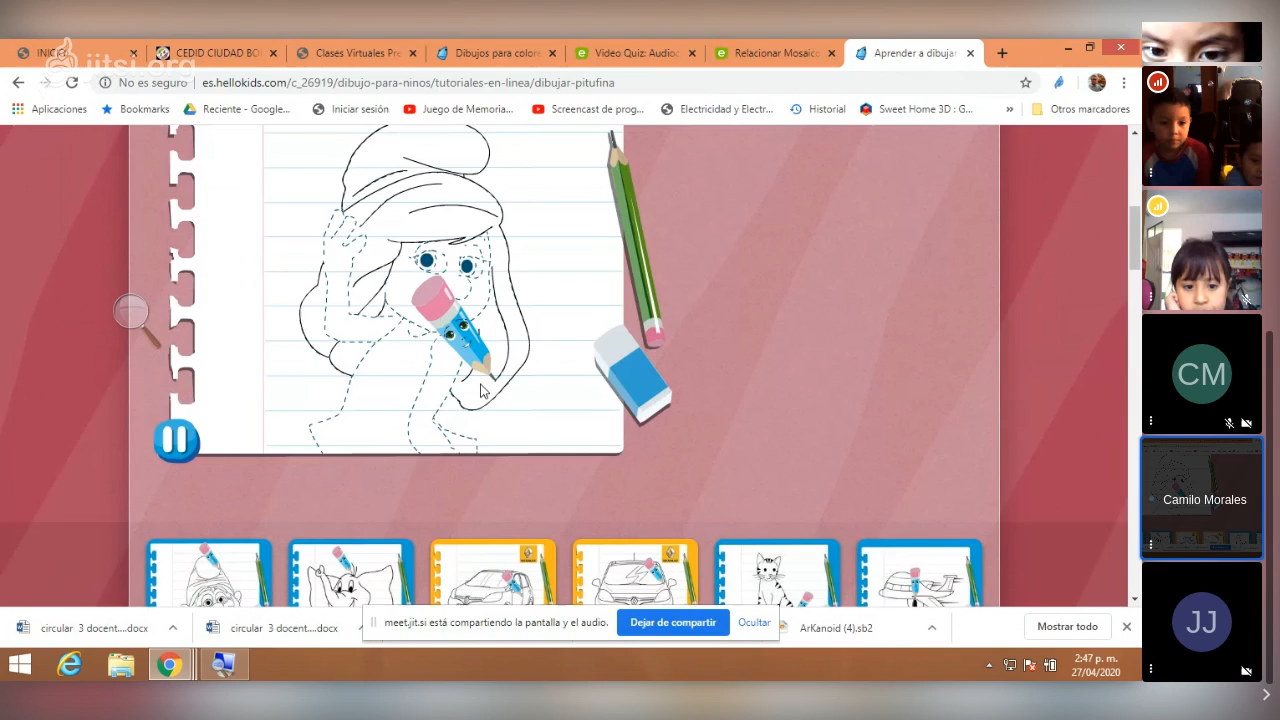 jitsi.org
INICI
CEDID CIUDAD BO
Clases Virtuales Pre
Dibujos para colore
Video Quiz: Audio
Relacionar Mosaico
Aprender a dibujar
No es seguro
es.hellokids.com/c_26919/dibujo-para-ninos/tutoriales-en-linea/dibujar-pitufina
Aplicaciones
Bookmarks
Reciente - Google...
Iniciar sesión
Juego de Memoria...
Screencast de prog...
Electricidad y Electr...
Historial
Sweet Home 3D : G...
»
Otros marcadores
CM
Camilo Morales
JJ
circular 3 docent....docx
circular 3 docent....docx
meet.jit.si está compartiendo la pantalla y el audio.
Dejar de compartir
Ocultar
ArKanoid (4).sb2
Mostrar todo
2:47 p. m.
27/04/2020